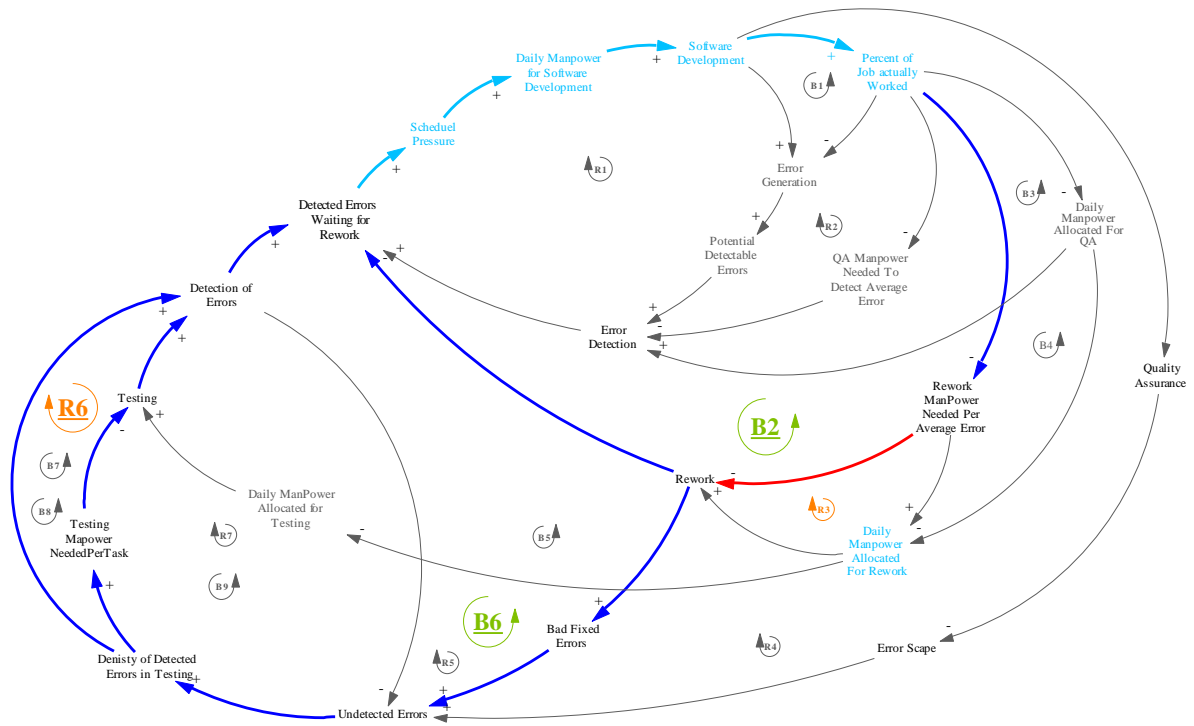 Software
Development
Daily Manpower
for Software
Development
+
+
Percent of
Job actually
Worked
B1
+
Scheduel
Pressure
+
R1
-
+
Error
Generation
Detected Errors
Waiting for
Rework
+
-
+
+
R2
B3
-
Daily
Manpower
Allocated For
QA
Potential
Detectable
Errors
-
QA Manpower
Needed To
Detect Average
Error
Detection of
Errors
+
+
+
-
+
Error
Detection
B4
-
Quality
Assurance
R6
Testing
+
-
B7
B8
Rework
ManPower
Needed Per
Average Error
B2
-
Rework
+
R3
+
-
Daily
Manpower
Allocated
For Rework
Daily ManPower
Allocated for
Testing
-
Testing
Mapower
NeededPerTask
R7
B5
B9
+
+
B6
Bad Fixed
Errors
R5
R4
-
Error Scape
Denisty of Detected
Errors in Testing
+
-
+
+
Undetected Errors